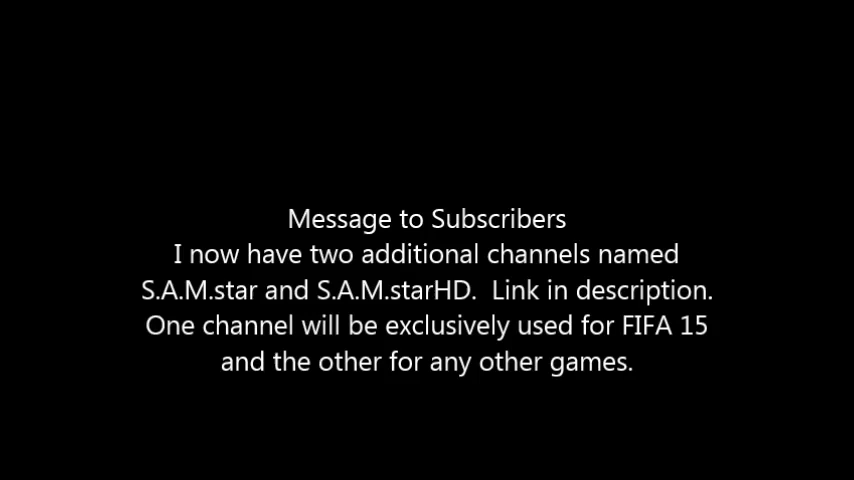 Message to Subscribers
I now have two additional channels named
S.A.M.star and S.A.M.starHD.  Link in description.
One channel will be exclusively used for FIFA 15
and the other for any other games.